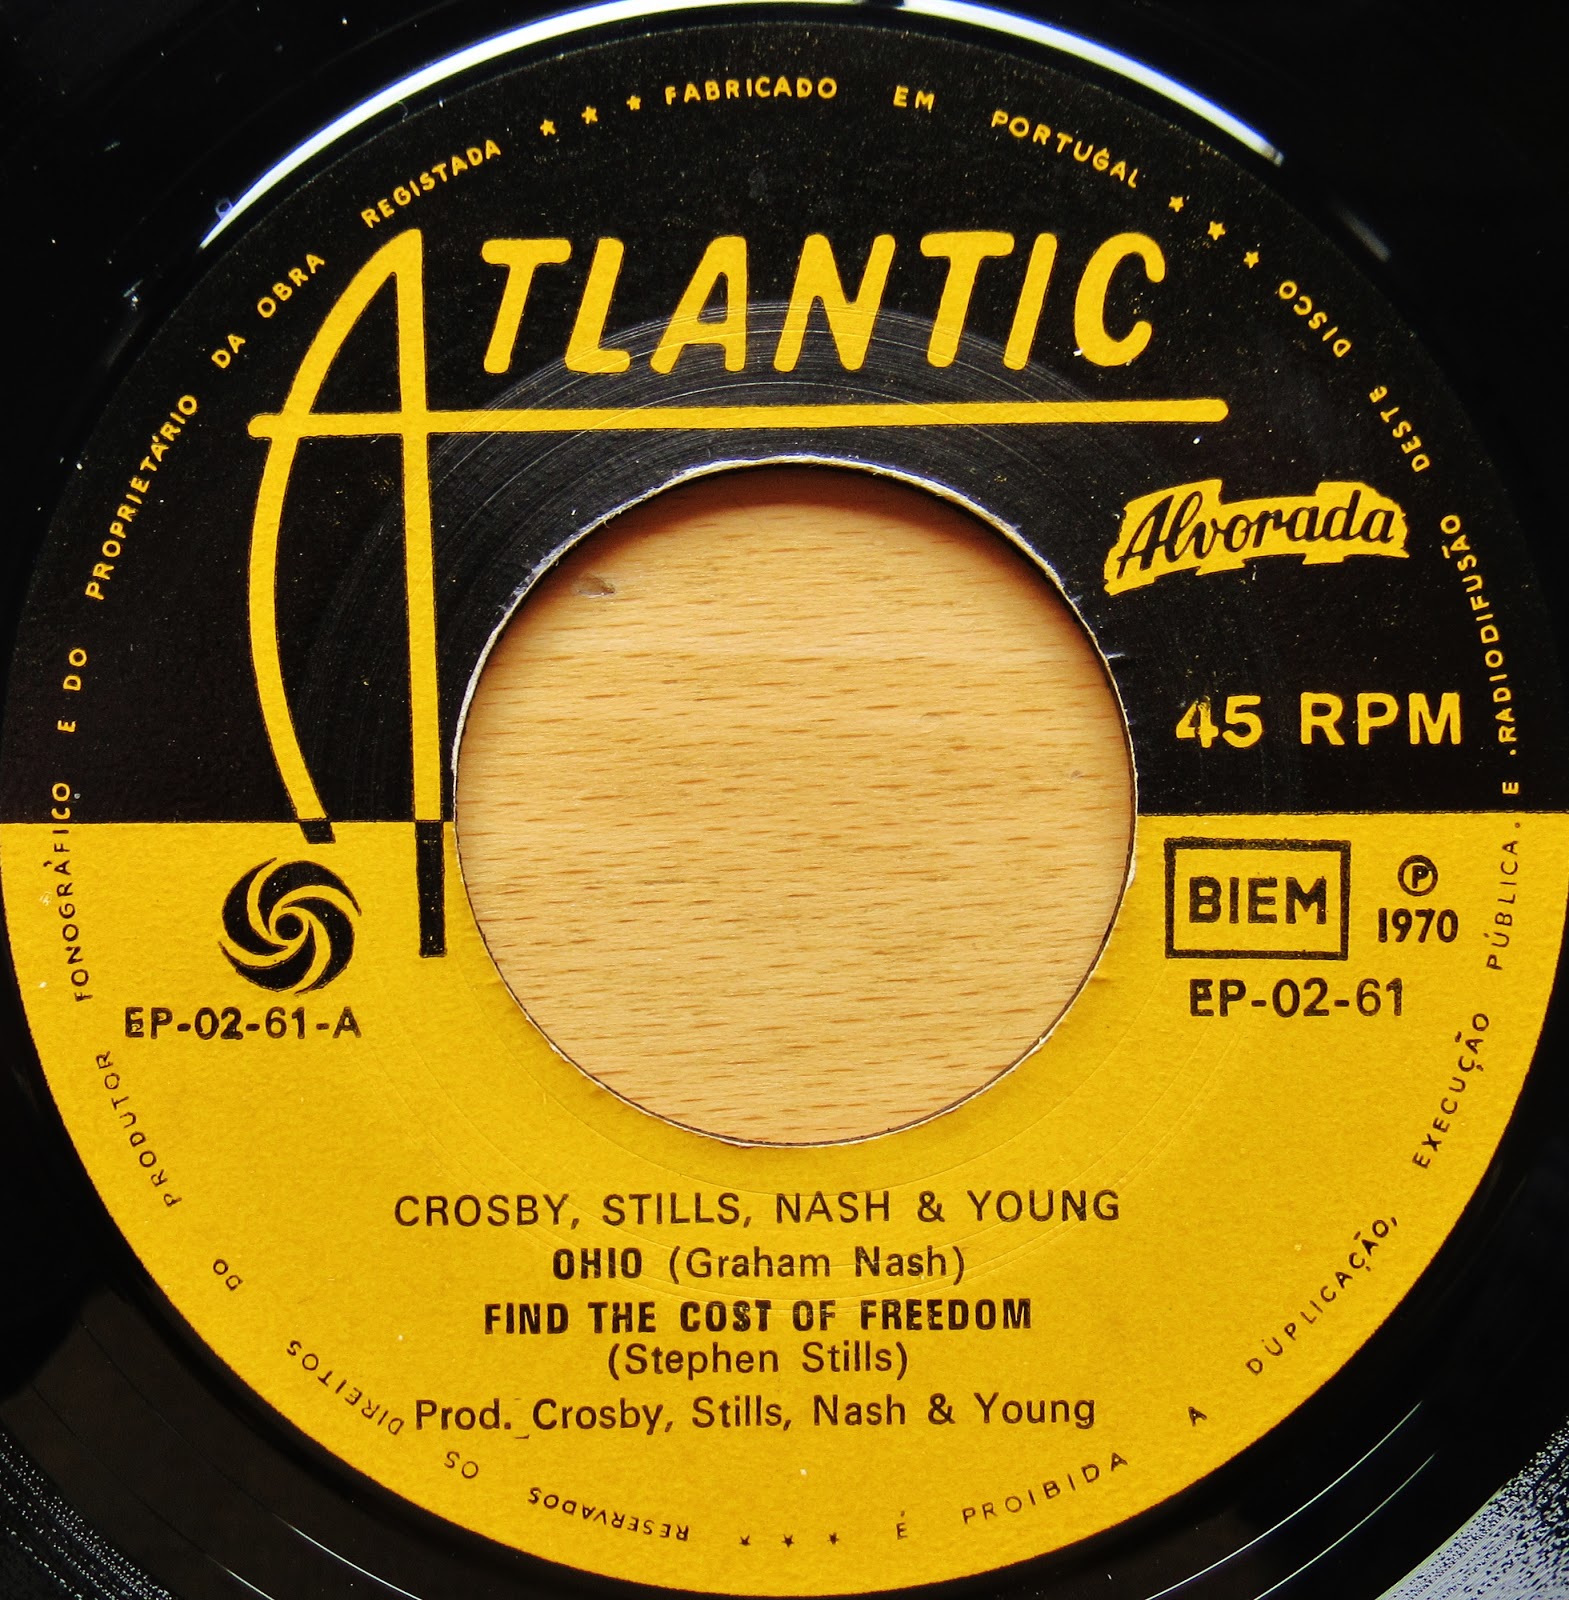 RESERVADOS OS DIREITOS DO PRODUTOR FONOGRÁFICO E DO PROPRIETÁRIO DA OBRA REGISTADA * * * FABRICADO EM PORTUGAL * * *
DISCO DESTE RADIODIFUSÃO E PÚBLICA. EXECUÇÃO DUPLICAÇÃO, A PROIBIDA É * * *
ATLANTIC
Alvorada
45 RPM
BIEM
℗
1970
EP-02-61-A
EP-02-61
CROSBY, STILLS, NASH & YOUNG
OHIO (Graham Nash)
FIND THE COST OF FREEDOM
(Stephen Stills)
Prod. Crosby, Stills, Nash & Young